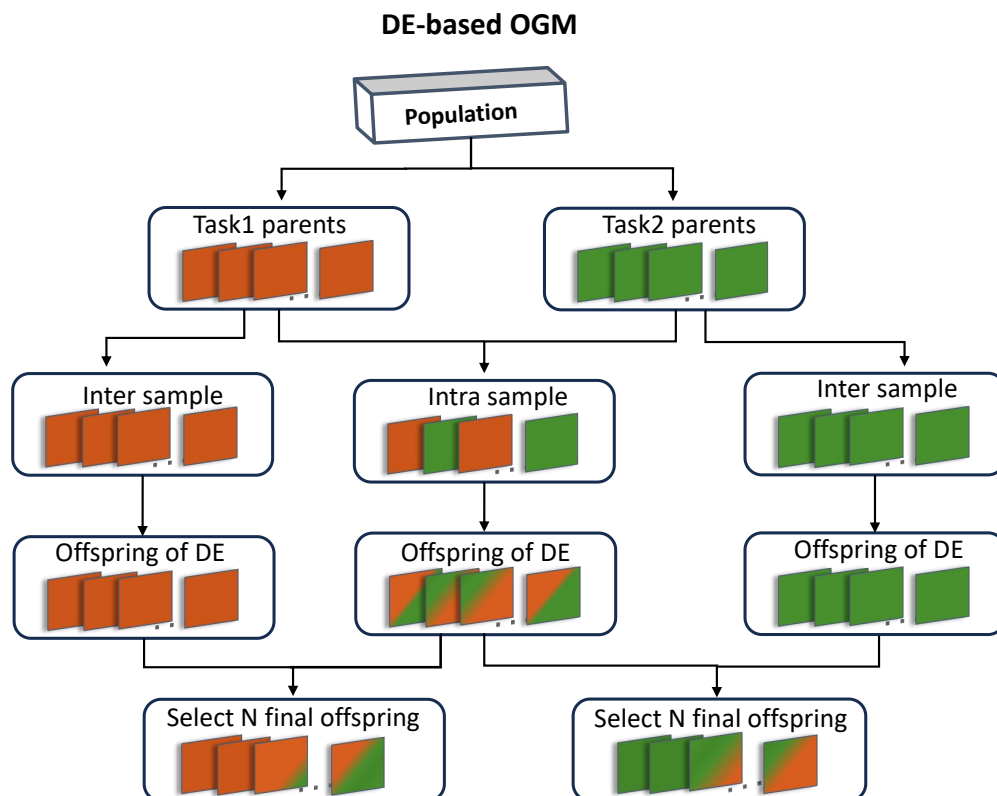 DE-based OGM
Population
Task1 parents
Task2 parents
Inter sample
Intra sample
Inter sample
Offspring of DE
Offspring of DE
Offspring of DE
Select N final offspring
Select N final offspring